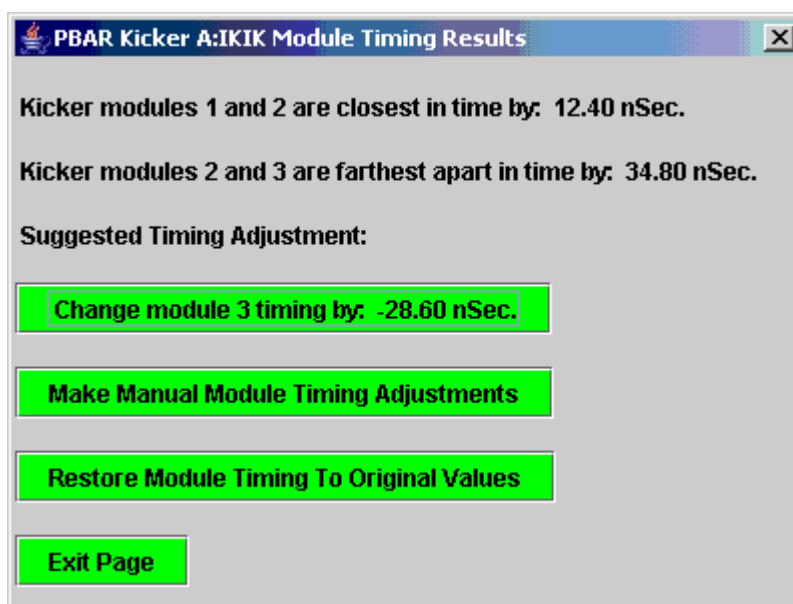 PBAR Kicker A:IKIK Module Timing Results
Kicker modules 1 and 2 are closest in time by: 12.40 nSec.
Kicker modules 2 and 3 are farthest apart in time by: 34.80 nSec.
Suggested Timing Adjustment:
Change module 3 timing by: -28.60 nSec.
Make Manual Module Timing Adjustments
Restore Module Timing To Original Values
Exit Page